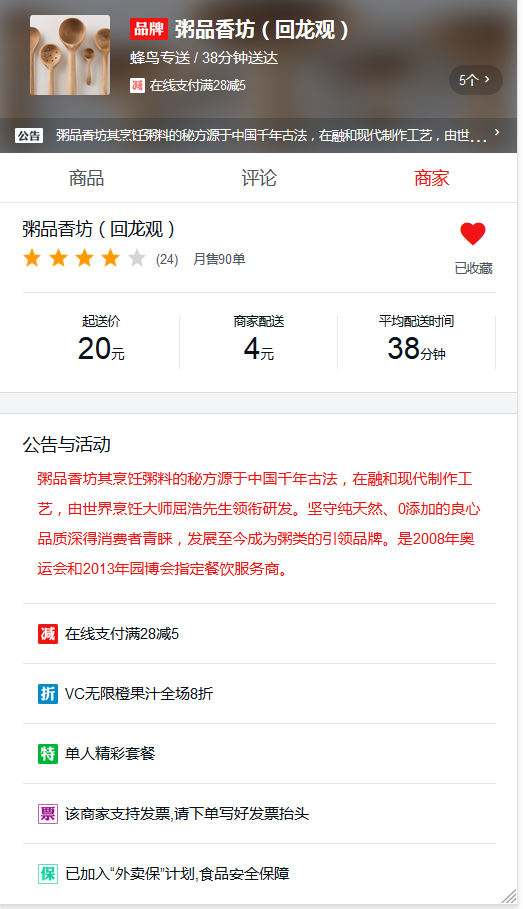 品牌 粥品香坊（回龙观）
蜂鸟专送 / 38分钟送达
减 在线支付满28减5
5个 >
公告 粥品香坊其烹饪粥料的秘方源于中国千年古法，在融和现代制作工艺，由世... >
商品 评论 商家
粥品香坊（回龙观）
(24) 月售90单
已收藏
起送价 商家配送 平均配送时间
20元 4元 38分钟
公告与活动
粥品香坊其烹饪粥料的秘方源于中国千年古法，在融和现代制作工
艺，由世界烹饪大师屈浩先生领衔研发。坚守纯天然、0添加的良心
品质深得消费者青睐，发展至今成为粥类的引领品牌。是2008年奥
运会和2013年园博会指定餐饮服务商。
减 在线支付满28减5
折 VC无限橙果汁全场8折
特 单人精彩套餐
票 该商家支持发票,请下单写好发票抬头
保 已加入“外卖保”计划,食品安全保障